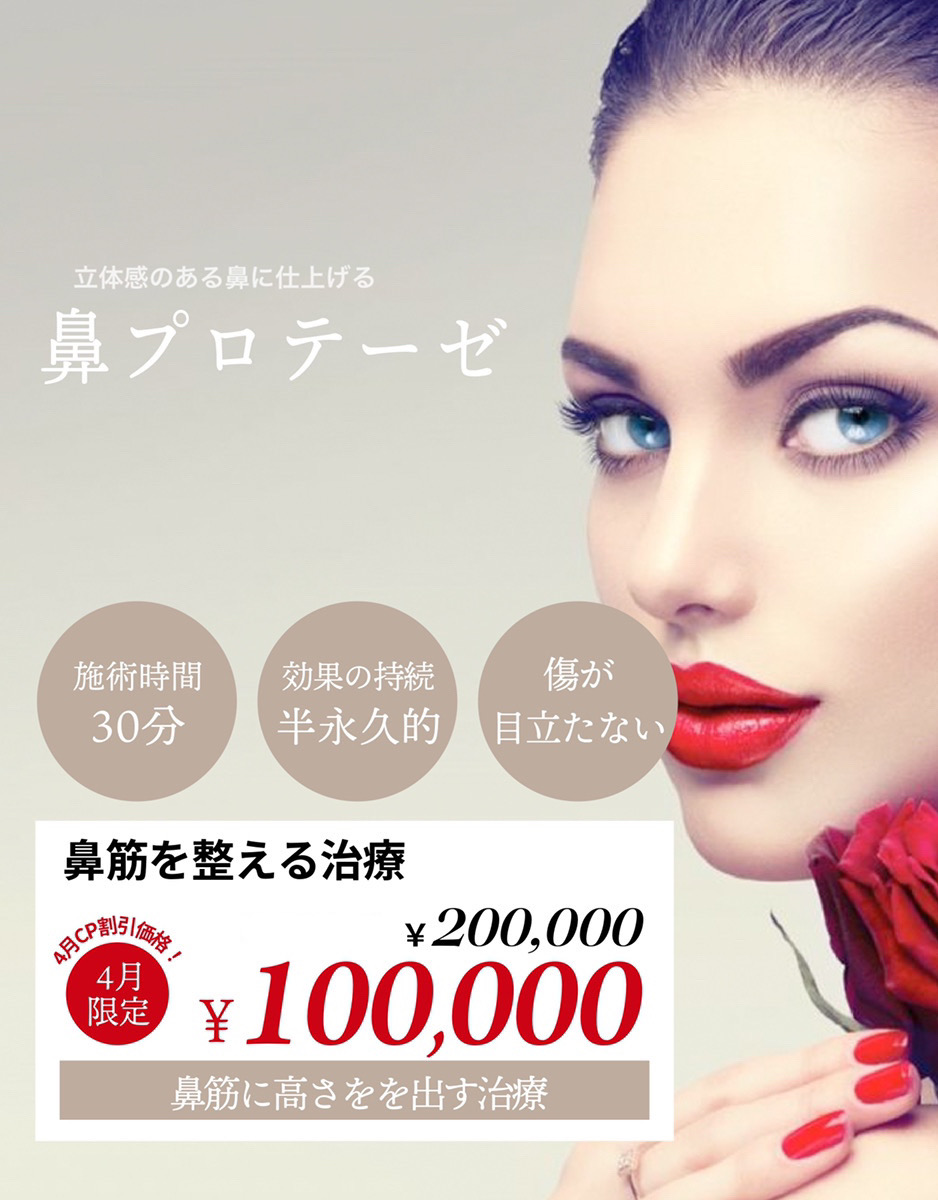 立体感のある鼻に仕上げる
鼻プロテーゼ
施術時間
30分
効果の持続
半永久的
傷が
目立たない
鼻筋を整える治療
4月CP割引価格！
4月
限定
¥200,000
¥100,000
鼻筋に高さをを出す治療